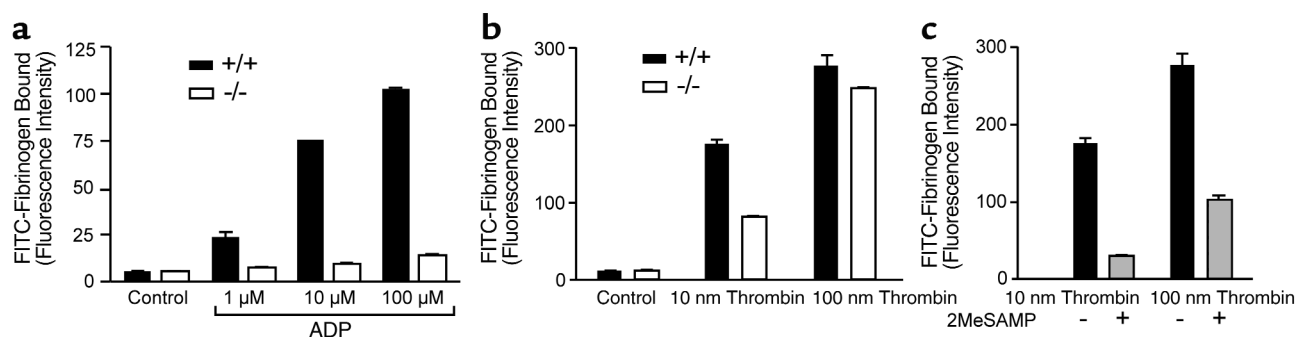 a
FITC-Fibrinogen Bound
(Fluorescence Intensity)
125
100
75
50
25
0
+/+
-/-
Control
1 µM
10 µM
100 µM
ADP
b
FITC-Fibrinogen Bound
(Fluorescence Intensity)
300
200
100
0
+/+
-/-
Control
10 nm Thrombin
100 nm Thrombin
c
FITC-Fibrinogen Bound
(Fluorescence Intensity)
300
200
100
0
10 nm Thrombin
100 nm Thrombin
2MeSAMP - + - +